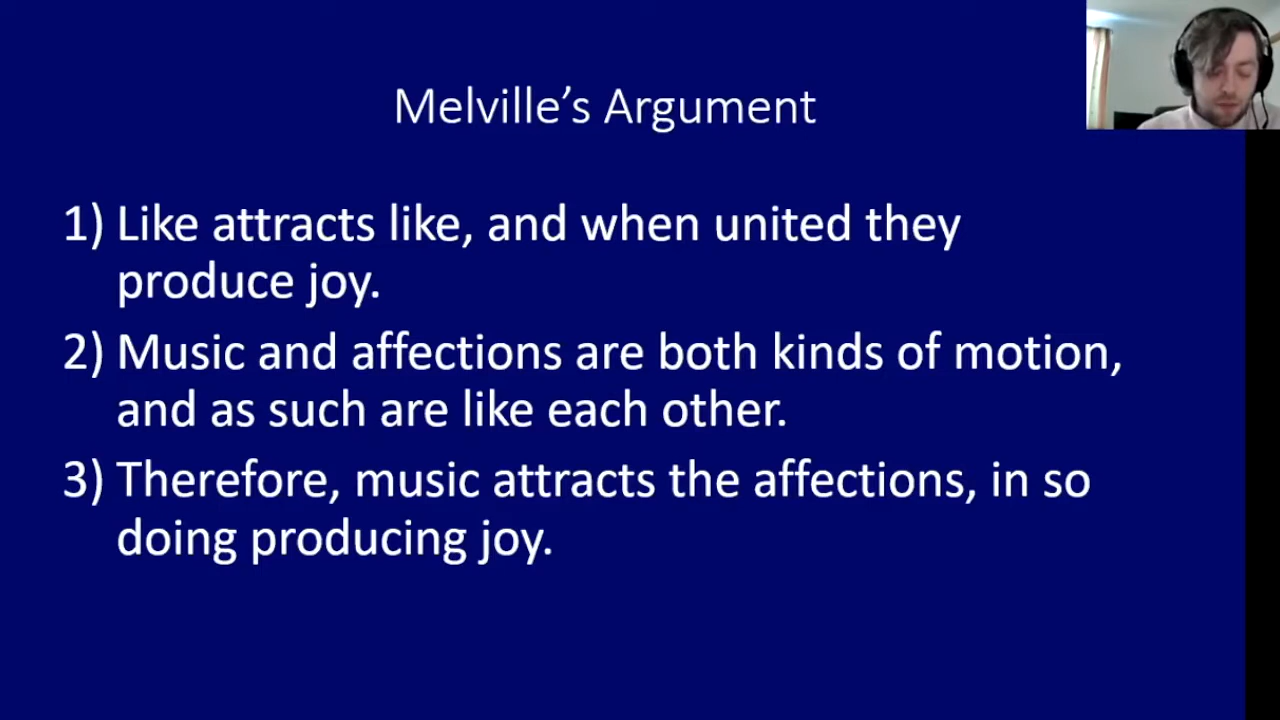 Melville’s Argument
1) Like attracts like, and when united they
produce joy.
2) Music and affections are both kinds of motion,
and as such are like each other.
3) Therefore, music attracts the affections, in so
doing producing joy.